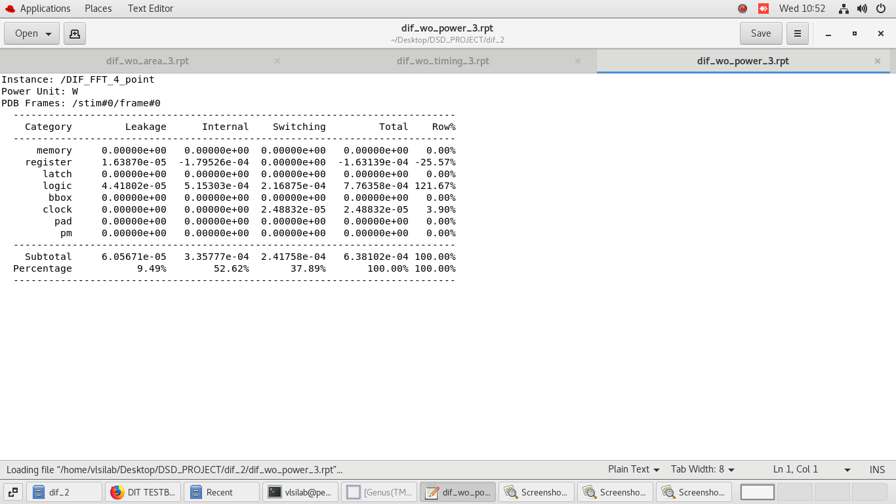 Applications Places Text Editor Wed 10:52
Open dif_wo_power_3.rpt Save
~/Desktop/DSD_PROJECT/dif_2
dif_wo_area_3.rpt dif_wo_timing_3.rpt dif_wo_power_3.rpt
Instance: /DIF_FFT_4_point
Power Unit: W
PDB Frames: /stim#0/frame#0
-------------------------------------------------------------------------
Category Leakage Internal Switching Total Row%
-------------------------------------------------------------------------
memory 0.00000e+00 0.00000e+00 0.00000e+00 0.00000e+00 0.00%
register 1.63870e-05 -1.79526e-04 0.00000e+00 -1.63139e-04 -25.57%
latch 0.00000e+00 0.00000e+00 0.00000e+00 0.00000e+00 0.00%
logic 4.41802e-05 5.15303e-04 2.16875e-04 7.76358e-04 121.67%
bbox 0.00000e+00 0.00000e+00 0.00000e+00 0.00000e+00 0.00%
clock 0.00000e+00 0.00000e+00 2.48832e-05 2.48832e-05 3.90%
pad 0.00000e+00 0.00000e+00 0.00000e+00 0.00000e+00 0.00%
pm 0.00000e+00 0.00000e+00 0.00000e+00 0.00000e+00 0.00%
-------------------------------------------------------------------------
Subtotal 6.05671e-05 3.35777e-04 2.41758e-04 6.38102e-04 100.00%
Percentage 9.49% 52.62% 37.89% 100.00% 100.00%
-------------------------------------------------------------------------
Loading file “/home/vlsilab/Desktop/DSD_PROJECT/dif_2/dif_wo_power_3.rpt”... Plain Text Tab Width: 8 Ln 1, Col 1 INS
dif_2 DIT TESTB... Recent vlsilab@pe... [Genus(TM... dif_wo_po... Screensho... Screensho... Screensho...